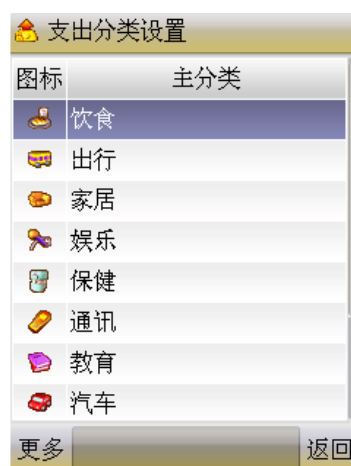 支出分类设置
图标 主分类
饮食
出行
家居
娱乐
保健
通讯
教育
汽车
更多 返回